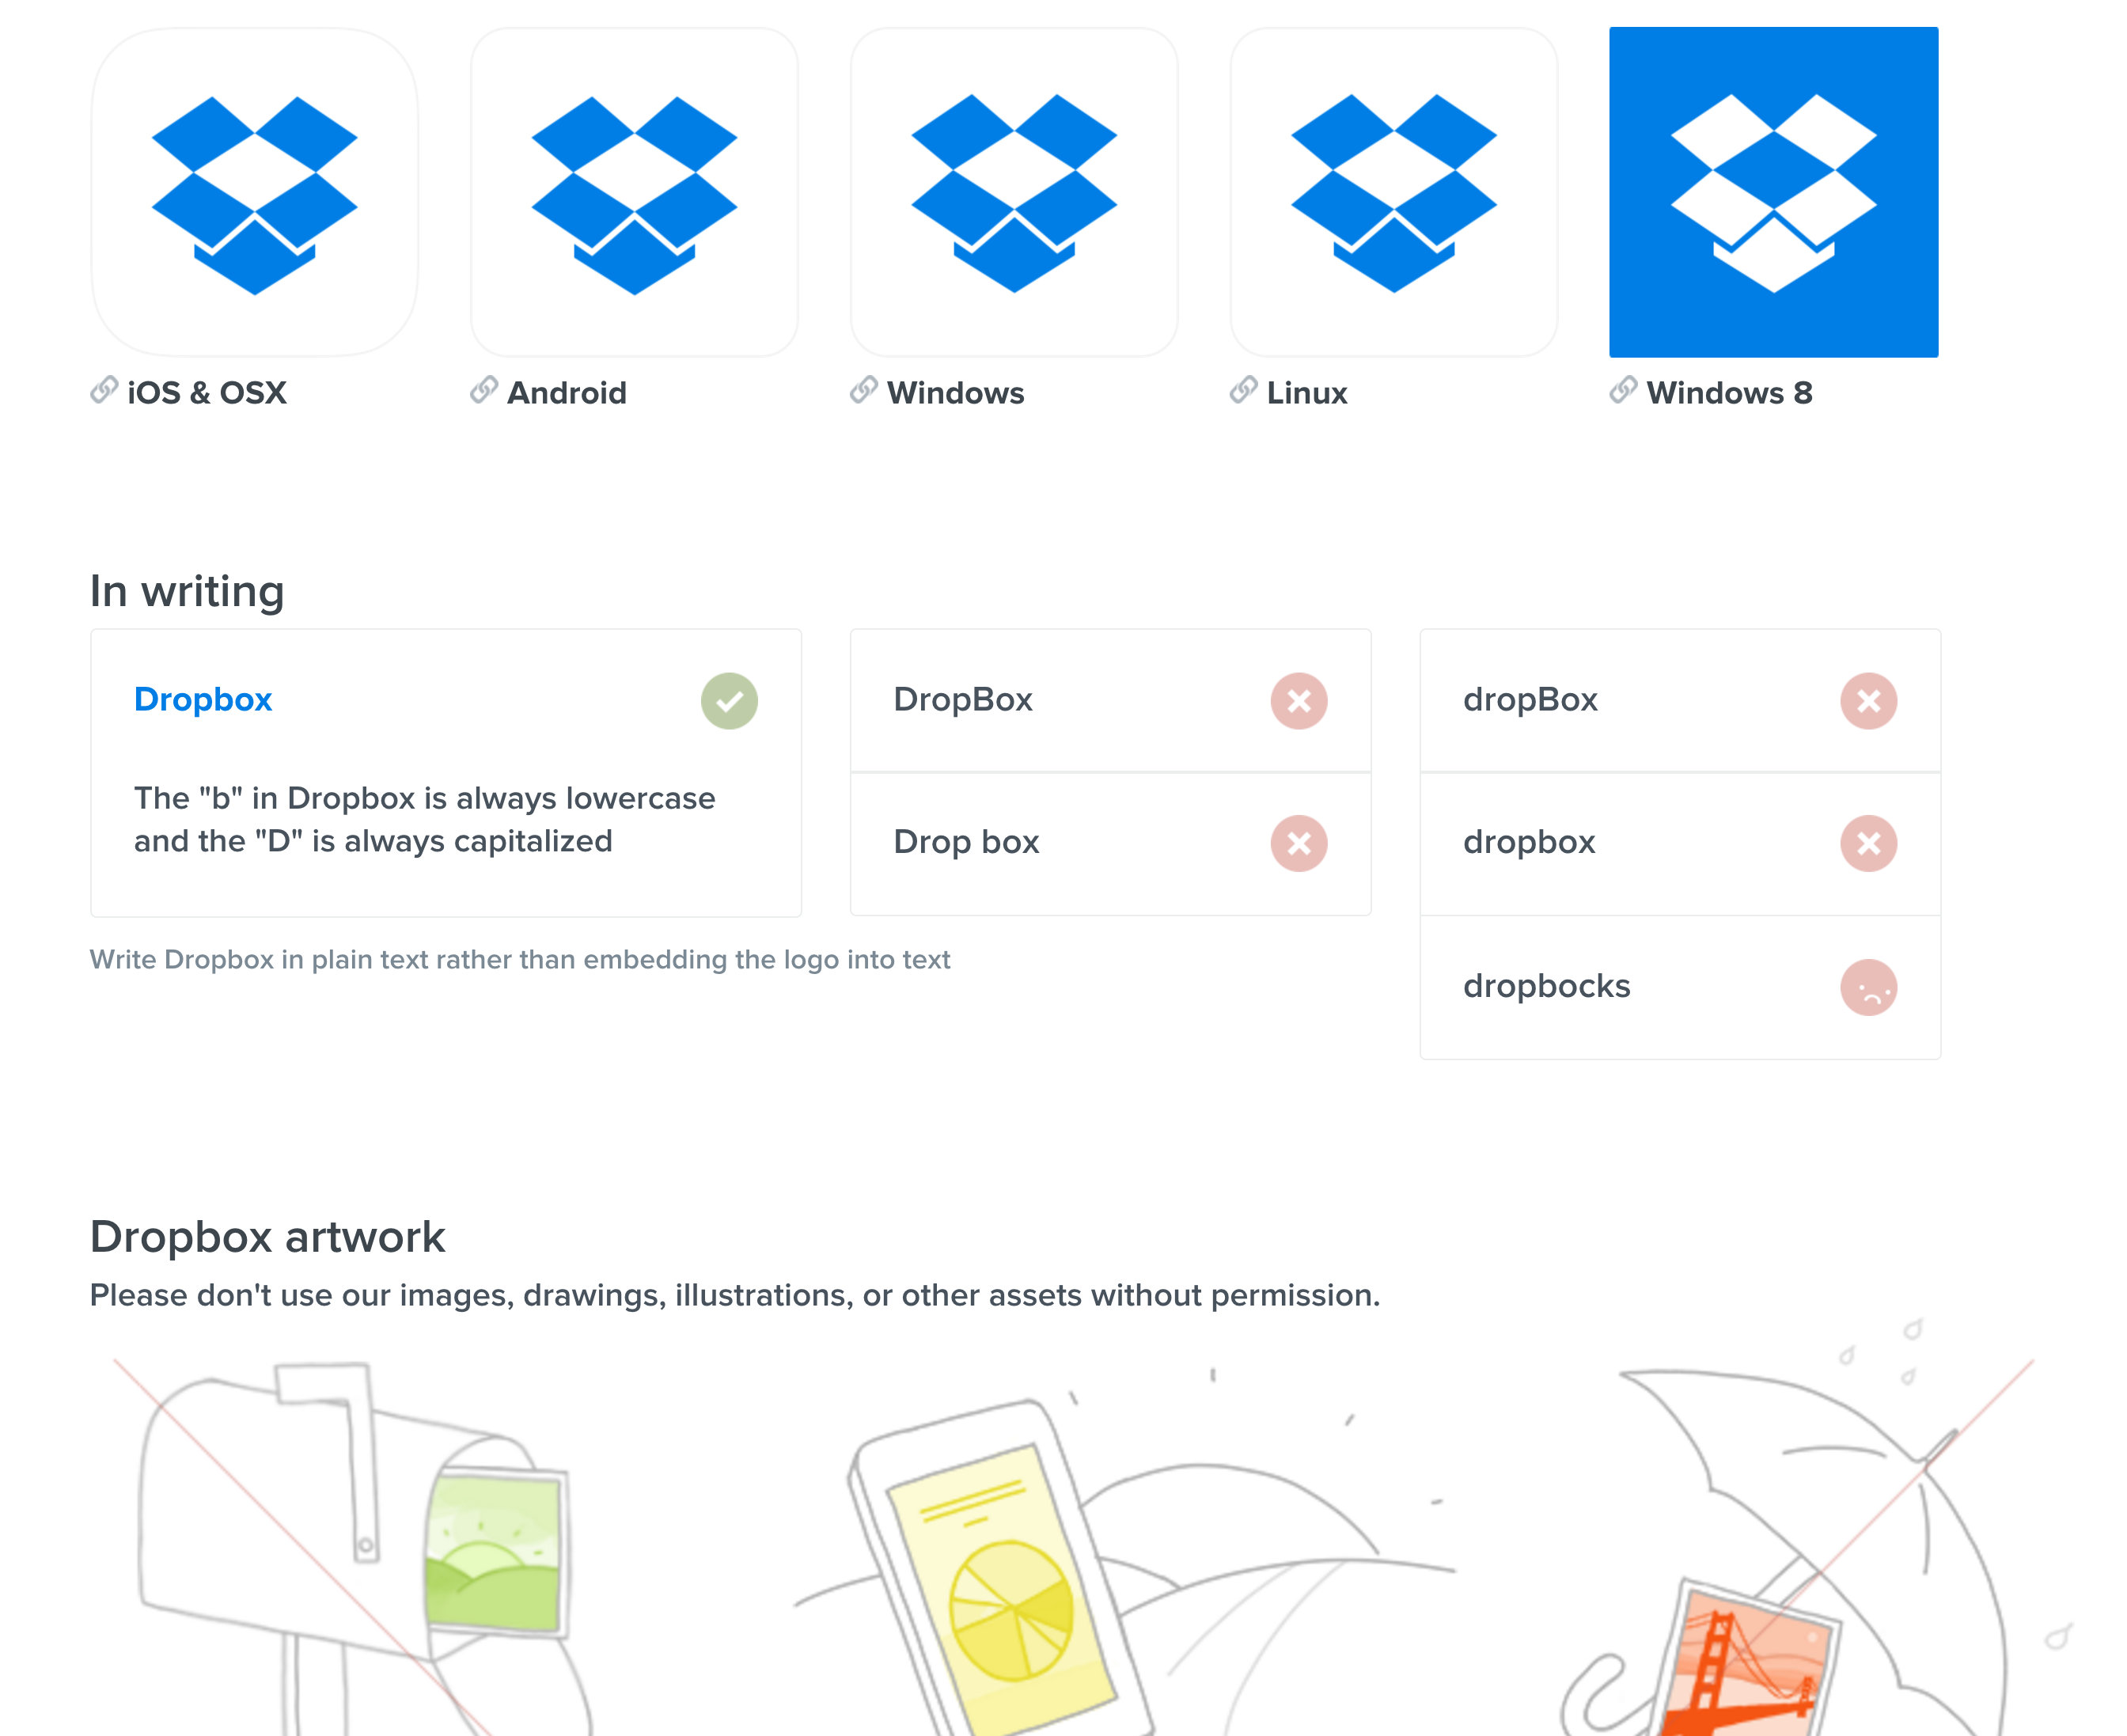 iOS & OSX
Android
Windows
Linux
Windows 8
In writing
Dropbox
The "b" in Dropbox is always lowercase
and the "D" is always capitalized
DropBox
Drop box
dropBox
dropbox
dropbocks
Write Dropbox in plain text rather than embedding the logo into text
Dropbox artwork
Please don't use our images, drawings, illustrations, or other assets without permission.